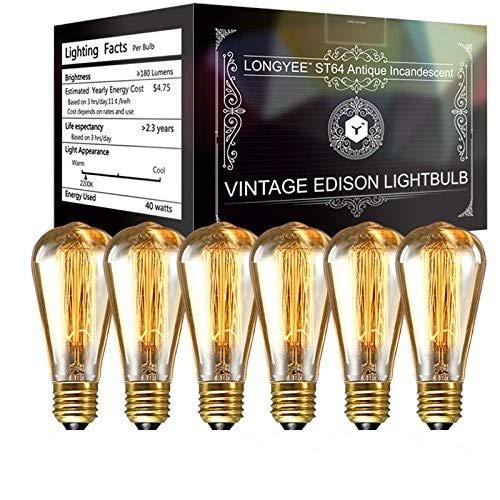 Lighting Facts Per Bulb
Brightness >180 Lumens
Estimated Yearly Energy Cost $4.75
Based on 3 hrs/day,11 ¢/kwh
Cost depends on rates and use
Life espectancy >2.3 years
Based on 3 hrs/day
Light Appearance
Warm Cool
2200K
Energy Used 40 watts
LONGYEE™ ST64 Antique Incandescent
Y
VINTAGE EDISON LIGHTBULB